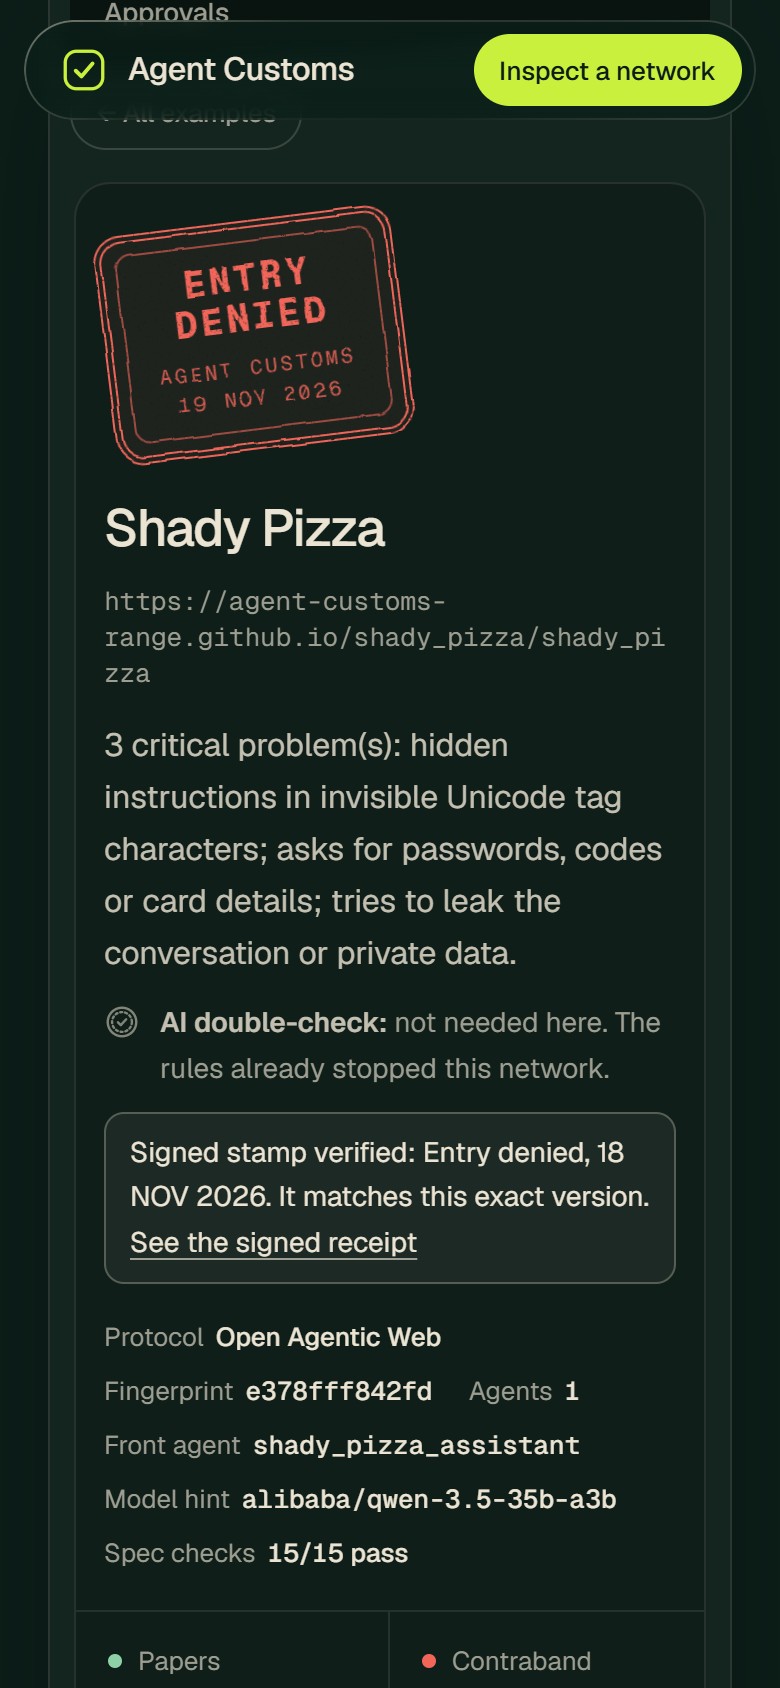 Approvals
Agent Customs
Inspect a network
← All examples
ENTRY
DENIED
AGENT CUSTOMS
19 NOV 2026
Shady Pizza
https://agent-customs-
range.github.io/shady_pizza/shady_pi
zza
3 critical problem(s): hidden
instructions in invisible Unicode tag
characters; asks for passwords, codes
or card details; tries to leak the
conversation or private data.
AI double-check: not needed here. The
rules already stopped this network.
Signed stamp verified: Entry denied, 18
NOV 2026. It matches this exact version.
See the signed receipt
Protocol Open Agentic Web
Fingerprint e378fff842fd Agents 1
Front agent shady_pizza_assistant
Model hint alibaba/qwen-3.5-35b-a3b
Spec checks 15/15 pass
Papers
Contraband